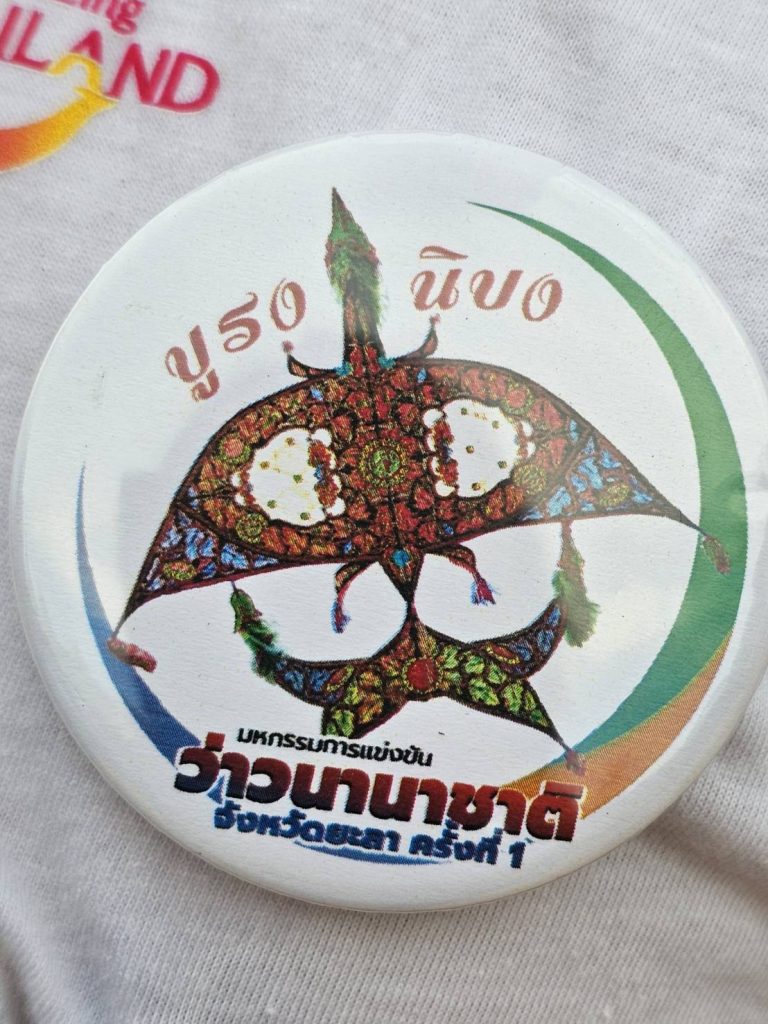 zing
ILAND
บูรง นิบง
มหกรรมการแข่งขัน
ว่าวนานาชาติ
จังหวัดยะลา ครั้งที่ 1